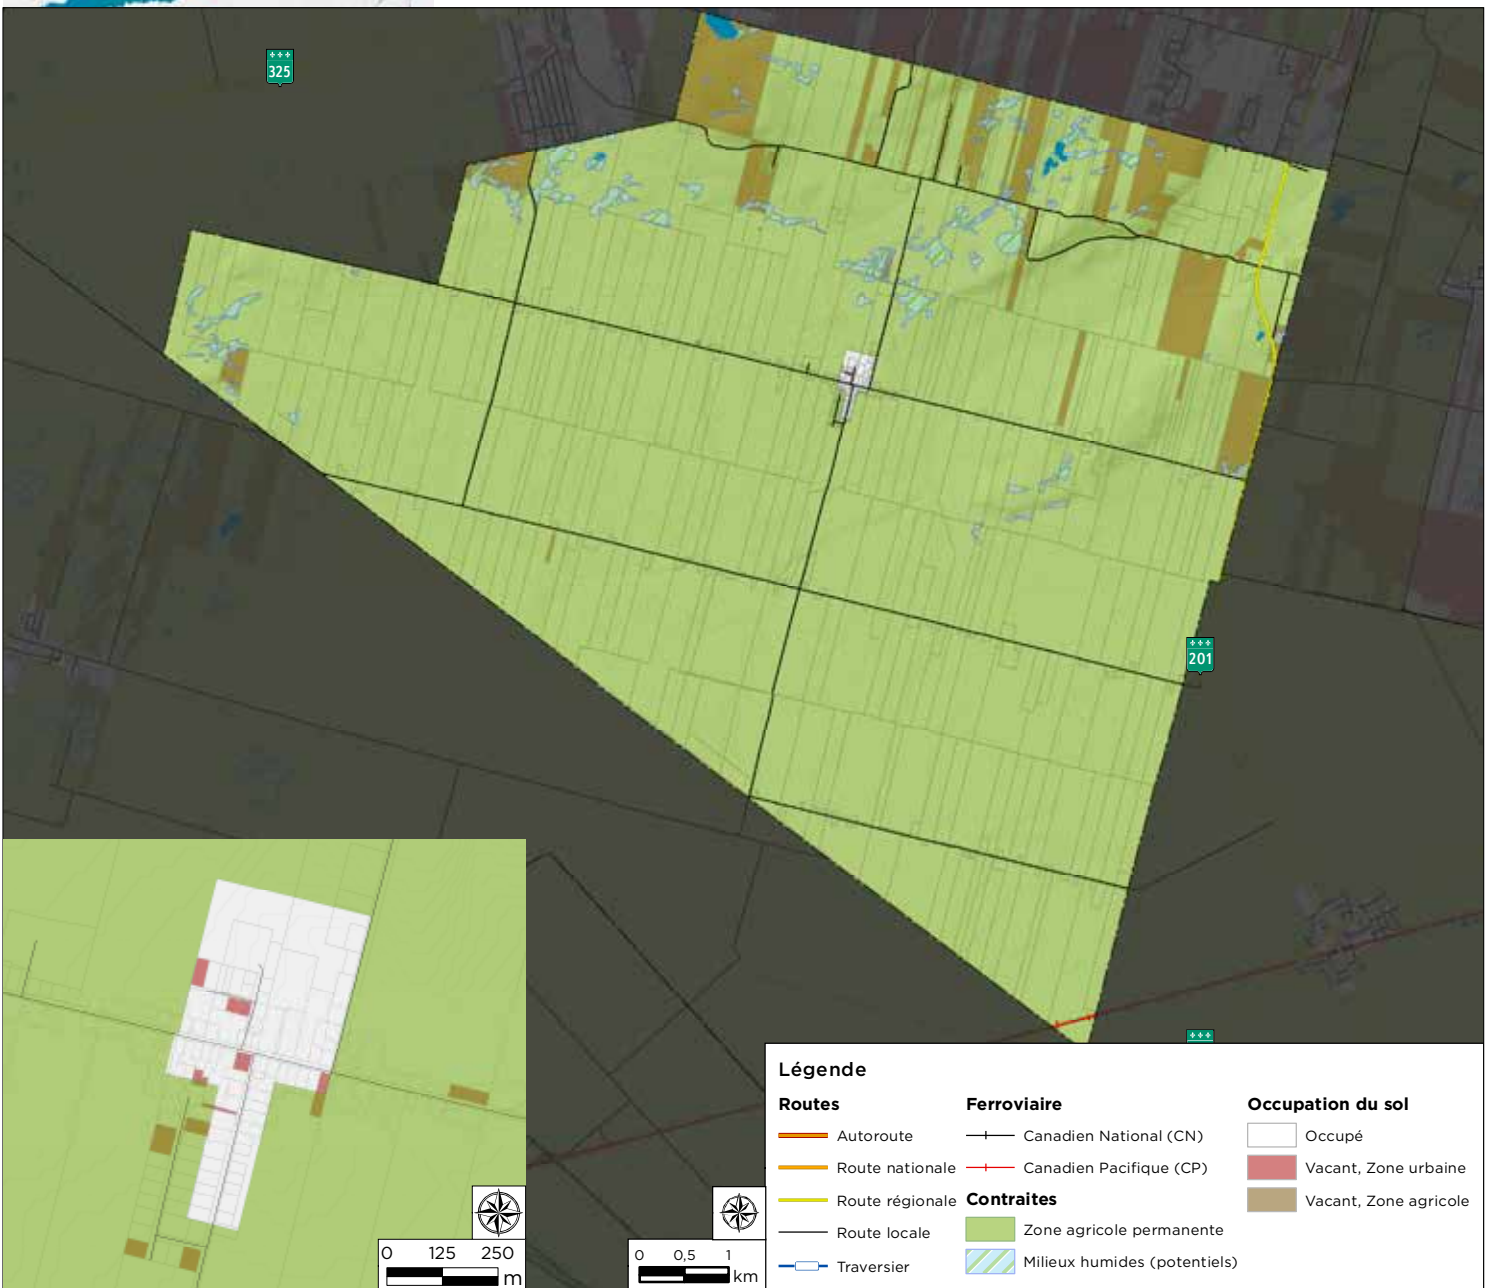 325
201
0 125 250
m
0 0,5 1
km
Légende
Routes
Autoroute
Route nationale
Route régionale
Route locale
Traversier
Ferroviaire
Canadien National (CN)
Canadien Pacifique (CP)
Contraites
Zone agricole permanente
Milieux humides (potentiels)
Occupation du sol
Occupé
Vacant, Zone urbaine
Vacant, Zone agricole